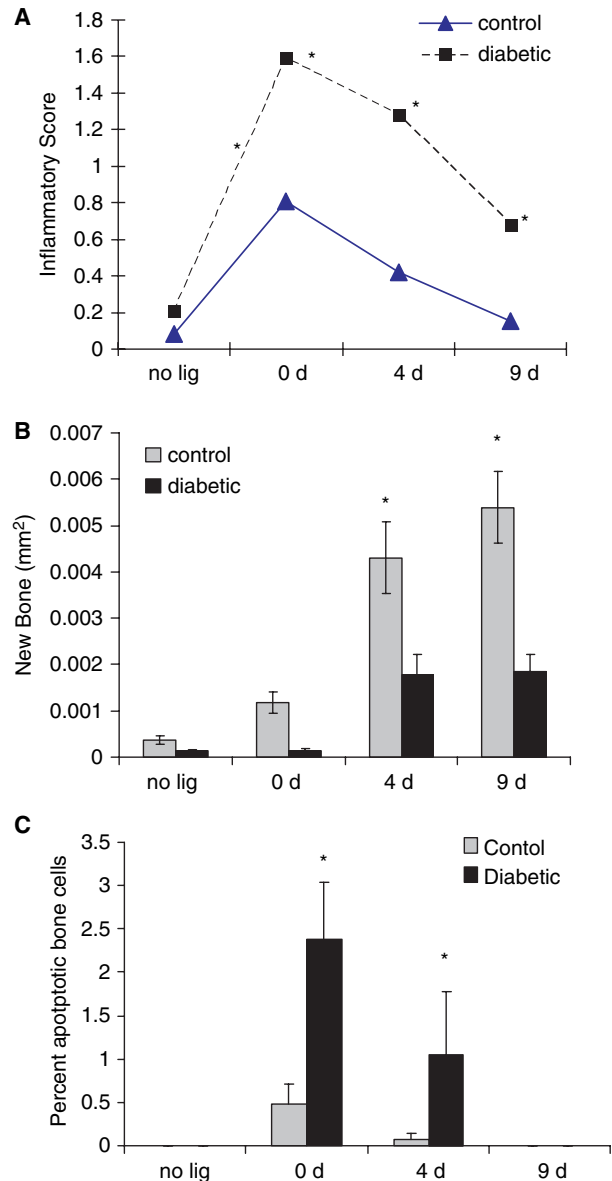 A
1.8
1.6
1.4
1.2
1
0.8
0.6
0.4
0.2
0
Inflammatory Score
control
diabetic
*
*
*
*
no lig 0 d 4 d 9 d
B
0.007
0.006
0.005
0.004
0.003
0.002
0.001
0
New Bone (mm²)
control
diabetic
*
*
no lig 0 d 4 d 9 d
C
3.5
3
2.5
2
1.5
1
0.5
0
Percent apotptotic bone cells
Contol
Diabetic
*
*
no lig 0 d 4 d 9 d